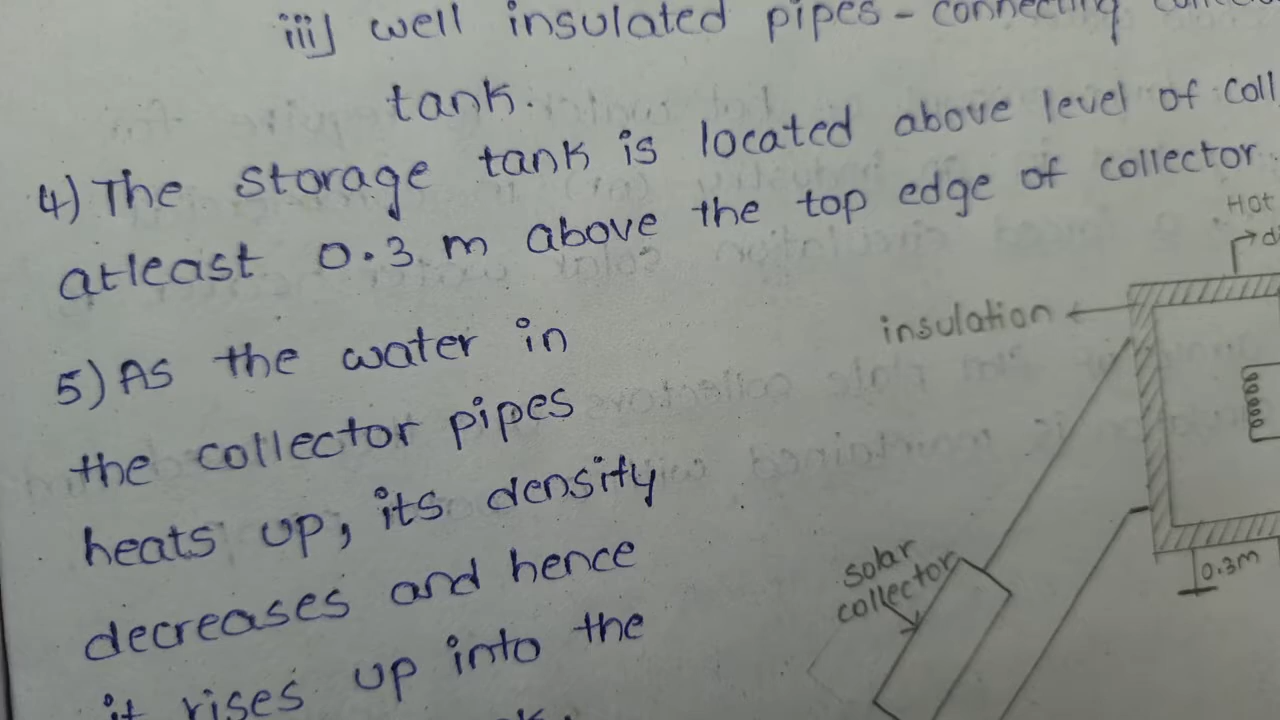 iii) well insulated pipes - connecting
tank.
4) The storage tank is located above level of coll
atleast 0.3 m above the top edge of collector
Hot
insulation
5) As the water in
the collector pipes
heats up, its density
decreases and hence
it rises up into the
solar
collector
0.3m